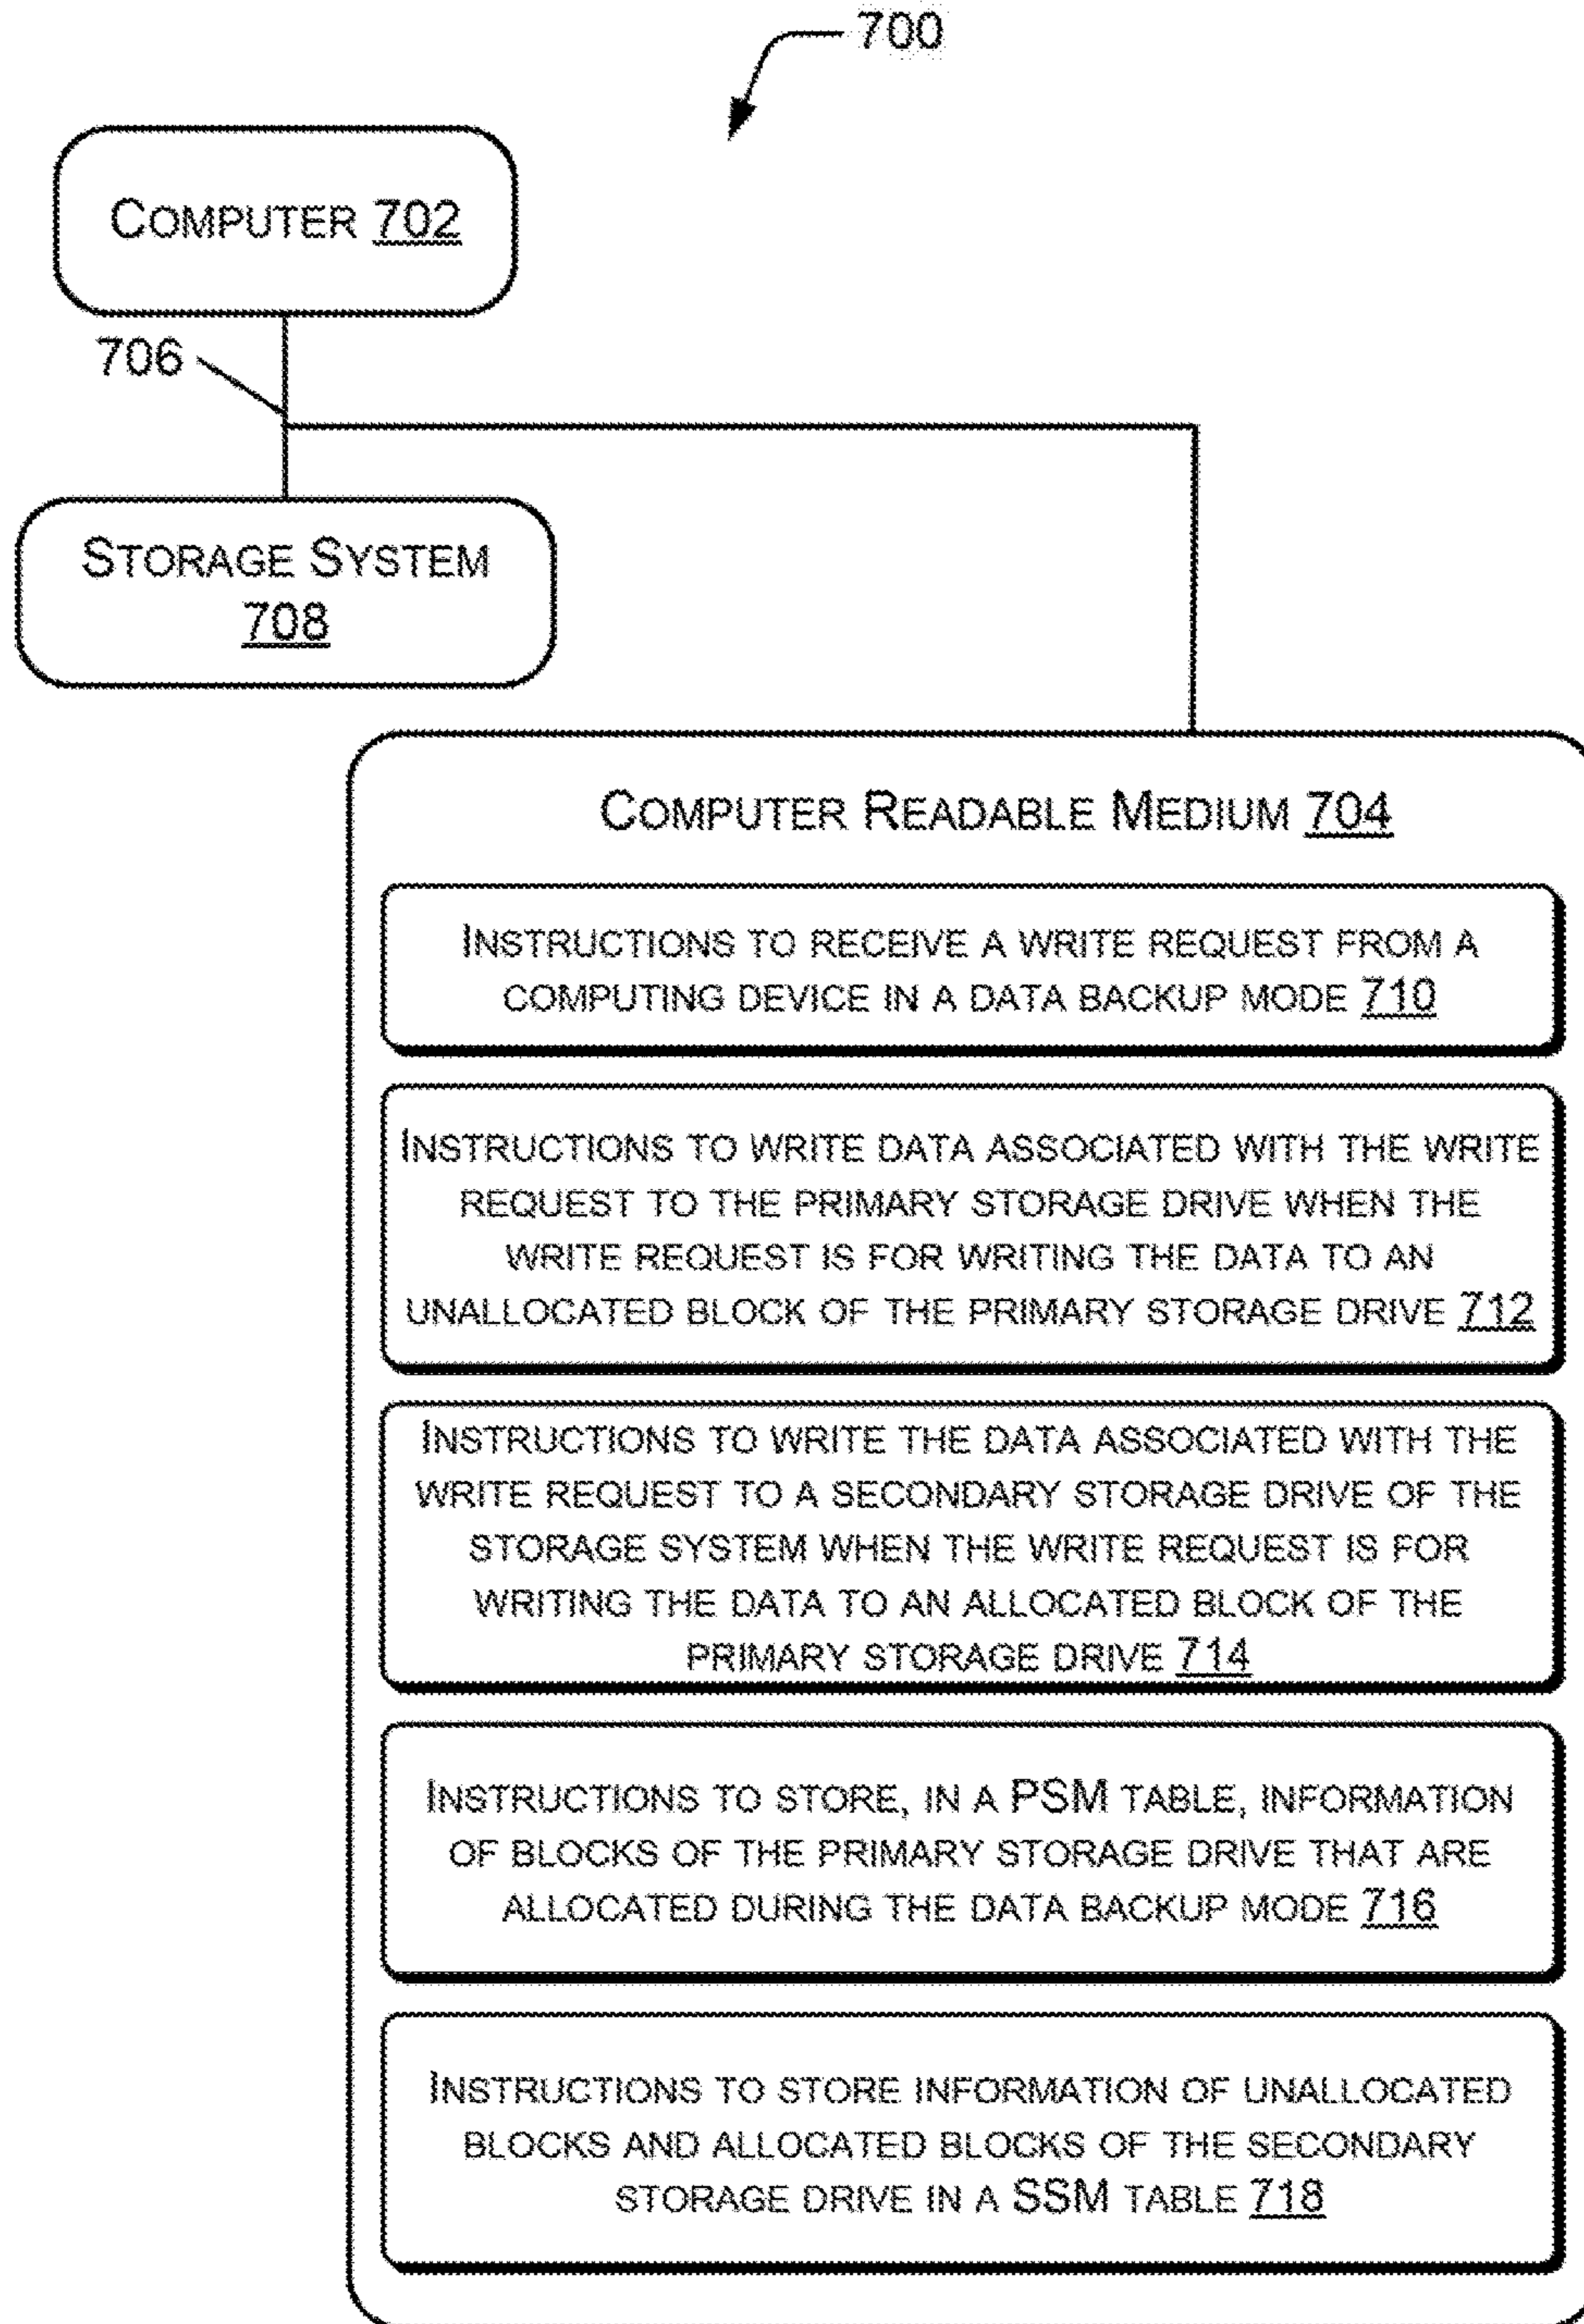 700
COMPUTER 702
706
STORAGE SYSTEM
708
COMPUTER READABLE MEDIUM 704
INSTRUCTIONS TO RECEIVE A WRITE REQUEST FROM A
COMPUTING DEVICE IN A DATA BACKUP MODE 710
INSTRUCTIONS TO WRITE DATA ASSOCIATED WITH THE WRITE
REQUEST TO THE PRIMARY STORAGE DRIVE WHEN THE
WRITE REQUEST IS FOR WRITING THE DATA TO AN
UNALLOCATED BLOCK OF THE PRIMARY STORAGE DRIVE 712
INSTRUCTIONS TO WRITE THE DATA ASSOCIATED WITH THE
WRITE REQUEST TO A SECONDARY STORAGE DRIVE OF THE
STORAGE SYSTEM WHEN THE WRITE REQUEST IS FOR
WRITING THE DATA TO AN ALLOCATED BLOCK OF THE
PRIMARY STORAGE DRIVE 714
INSTRUCTIONS TO STORE, IN A PSM TABLE, INFORMATION
OF BLOCKS OF THE PRIMARY STORAGE DRIVE THAT ARE
ALLOCATED DURING THE DATA BACKUP MODE 716
INSTRUCTIONS TO STORE INFORMATION OF UNALLOCATED
BLOCKS AND ALLOCATED BLOCKS OF THE SECONDARY
STORAGE DRIVE IN A SSM TABLE 718